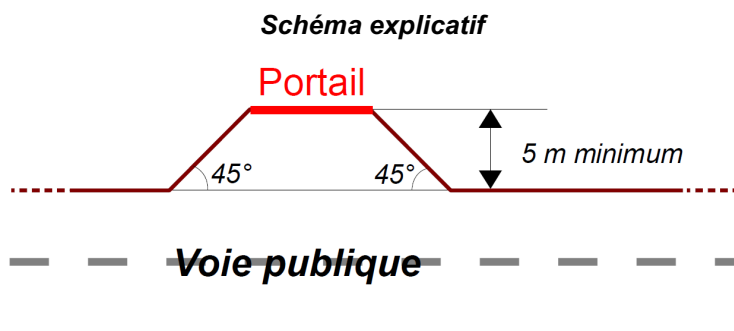 Schéma explicatif
Portail
45°
45°
5 m minimum
Voie publique